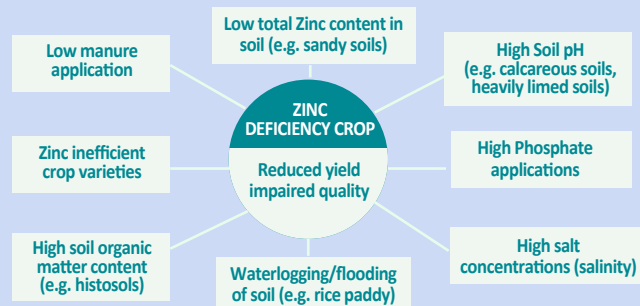 Low total Zinc content in
soil (e.g. sandy soils)
Low manure
application
High Soil pH
(e.g. calcareous soils,
heavily limed soils)
ZINC
DEFICIENCY CROP
Reduced yield
impaired quality
Zinc inefficient
crop varieties
High Phosphate
applications
High soil organic
matter content
(e.g. histosols)
Waterlogging/flooding
of soil (e.g. rice paddy)
High salt
concentrations (salinity)